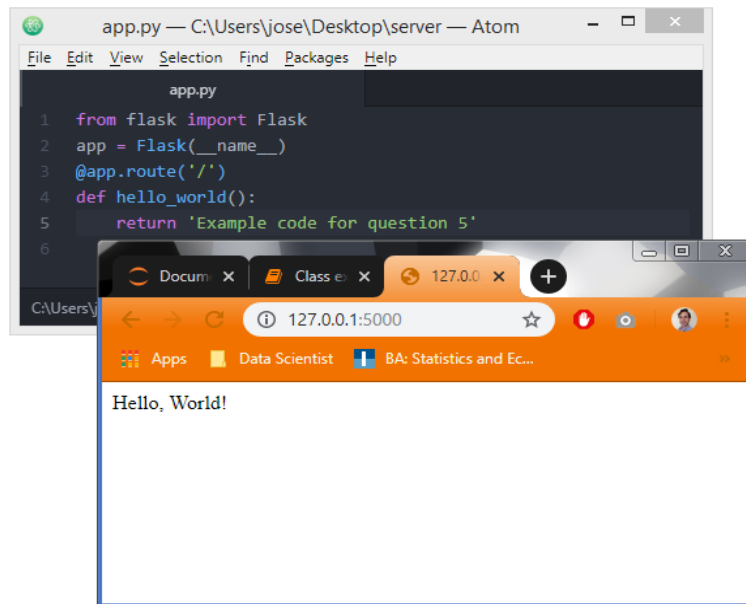 app.py — C:\Users\jose\Desktop\server — Atom
File Edit View Selection Find Packages Help
app.py
1 from flask import Flask
2 app = Flask(__name__)
3 @app.route('/')
4 def hello_world():
5     return 'Example code for question 5'
6
C:\Users\j
Docum Class e 127.0.0
127.0.0.1:5000
Apps Data Scientist BA: Statistics and Ec...
Hello, World!